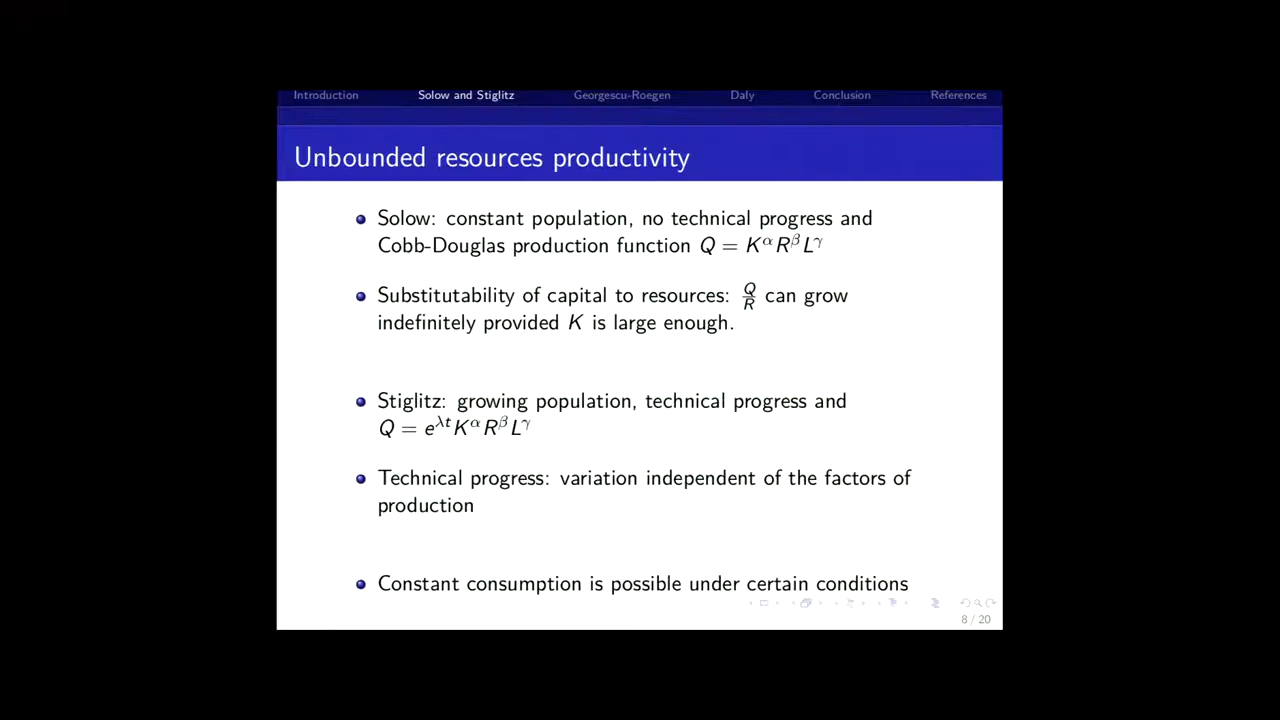 Introduction Solow and Stiglitz Georgescu-Roegen Daly Conclusion References
Unbounded resources productivity
Solow: constant population, no technical progress and
Cobb-Douglas production function Q = K^α R^β L^γ
Substitutability of capital to resources: Q/R can grow
indefinitely provided K is large enough.
Stiglitz: growing population, technical progress and
Q = e^λt K^α R^β L^γ
Technical progress: variation independent of the factors of
production
Constant consumption is possible under certain conditions
8 / 20